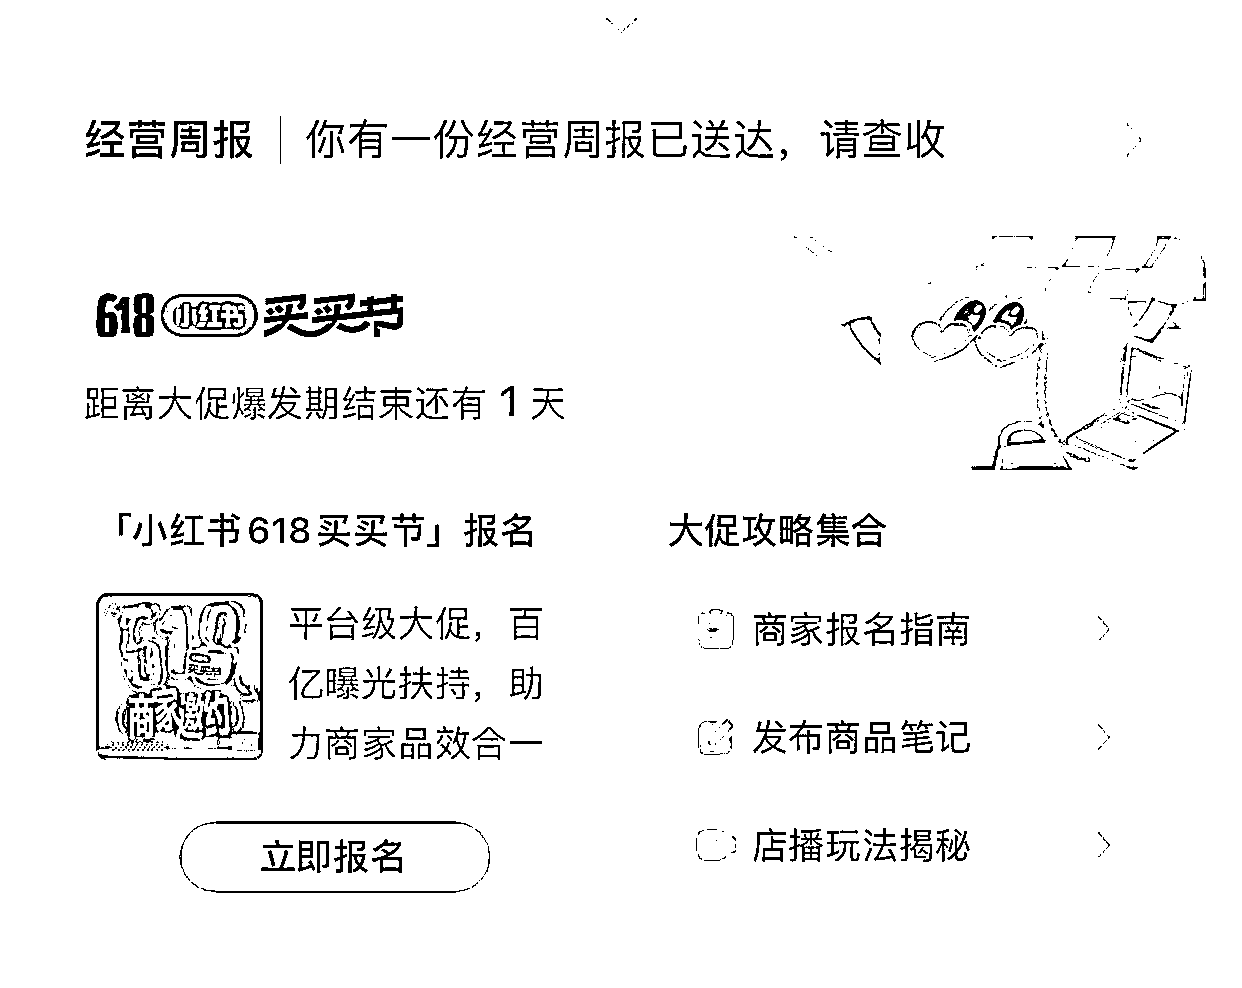 经营周报 你有一份经营周报已送达，请查收
618 小红书 买买节
距离大促爆发期结束还有 1 天
「小红书618买买节」报名
大促攻略集合
618
商家邀约
平台级大促，百
亿曝光扶持，助
力商家品效合一
立即报名
商家报名指南
发布商品笔记
店播玩法揭秘